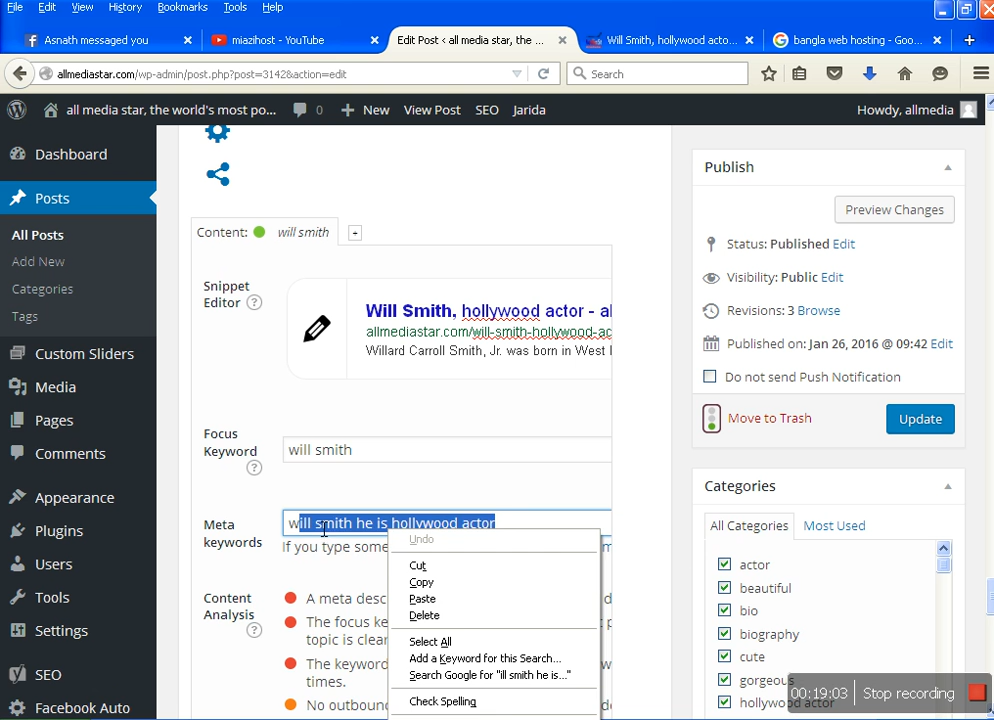 File Edit View History Bookmarks Tools Help
Asnath messaged you miazihost - YouTube Edit Post ‹ all media star, the ... Will Smith, hollywood acto... bangla web hosting - Goo...
allmediastar.com/wp-admin/post.php?post=3142&action=edit Search
all media star, the world's most po... 0 New View Post SEO Jarida Howdy, allmedia
Dashboard
Posts
All Posts
Add New
Categories
Tags
Custom Sliders
Media
Pages
Comments
Appearance
Plugins
Users
Tools
Settings
SEO
Facebook Auto
Content: will smith +
Snippet
Editor ?
Will Smith, hollywood actor - al
allmediastar.com/will-smith-hollywood-ac
Willard Carroll Smith, Jr. was born in West
Focus
Keyword
?
will smith
Meta
keywords
will smith he is hollywood actor
If you type some
Content
Analysis
?
A meta desc
The focus ke
topic is clear
The keyword
times.
No outbound
Undo
Cut
Copy
Paste
Delete
Select All
Add a Keyword for this Search...
Search Google for "ill smith he is..."
Check Spelling
Publish
Preview Changes
Status: Published Edit
Visibility: Public Edit
Revisions: 3 Browse
Published on: Jan 26, 2016 @ 09:42 Edit
Do not send Push Notification
Move to Trash Update
Categories
All Categories Most Used
actor
beautiful
bio
biography
cute
gorgeous
hollywood actor
00:19:03 Stop recording